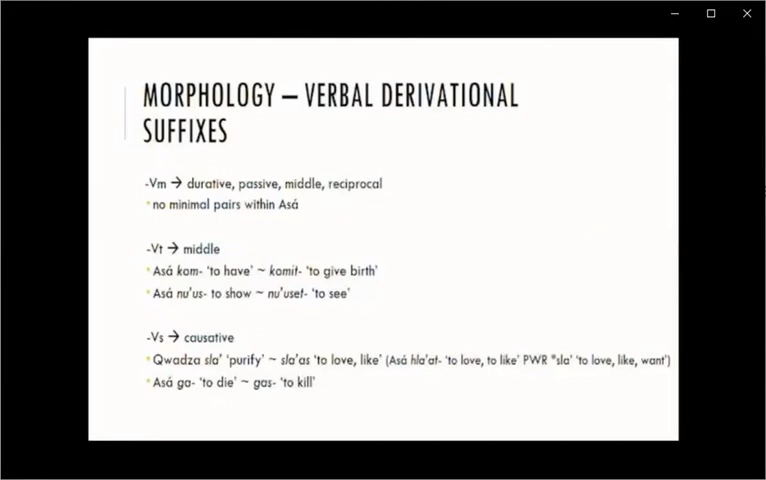 MORPHOLOGY – VERBAL DERIVATIONAL
SUFFIXES
-Vm → durative, passive, middle, reciprocal
no minimal pairs within Asá
-Vt → middle
Asá kom- ‘to have’ ~ komit- ‘to give birth’
Asá nu’us- to show ~ nu’uset- ‘to see’
-Vs → causative
Qwadza sla’ ‘purify’ ~ sla’as ‘to love, like’ (Asá hla’at- ‘to love, to like’ PWR *sla’ ‘to love, like, want’)
Asá ga- ‘to die’ ~ gas- ‘to kill’